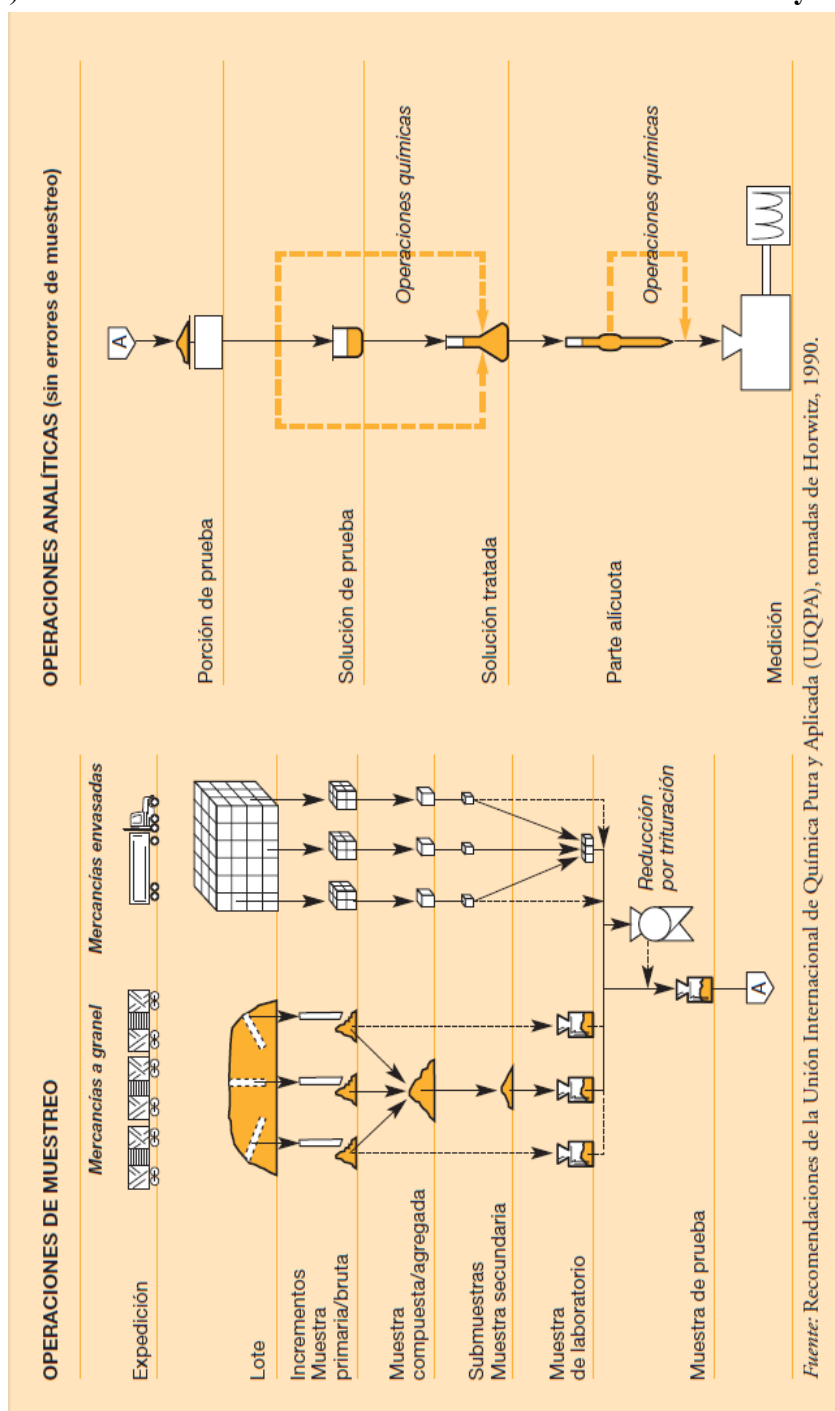 )
y
OPERACIONES DE MUESTREO
Mercancías a granel
Mercancías envasadas
Expedición
Lote
Incrementos
Muestra
primaria/bruta
Muestra
compuesta/agregada
Submuestras
Muestra secundaria
Muestra
de laboratorio
Reducción
por trituración
Muestra de prueba
A
OPERACIONES ANALÍTICAS (sin errores de muestreo)
A
Porción de prueba
Solución de prueba
Operaciones químicas
Solución tratada
Parte alícuota
Operaciones químicas
Medición
Fuente: Recomendaciones de la Unión Internacional de Química Pura y Aplicada (UIQPA), tomadas de Horwitz, 1990.